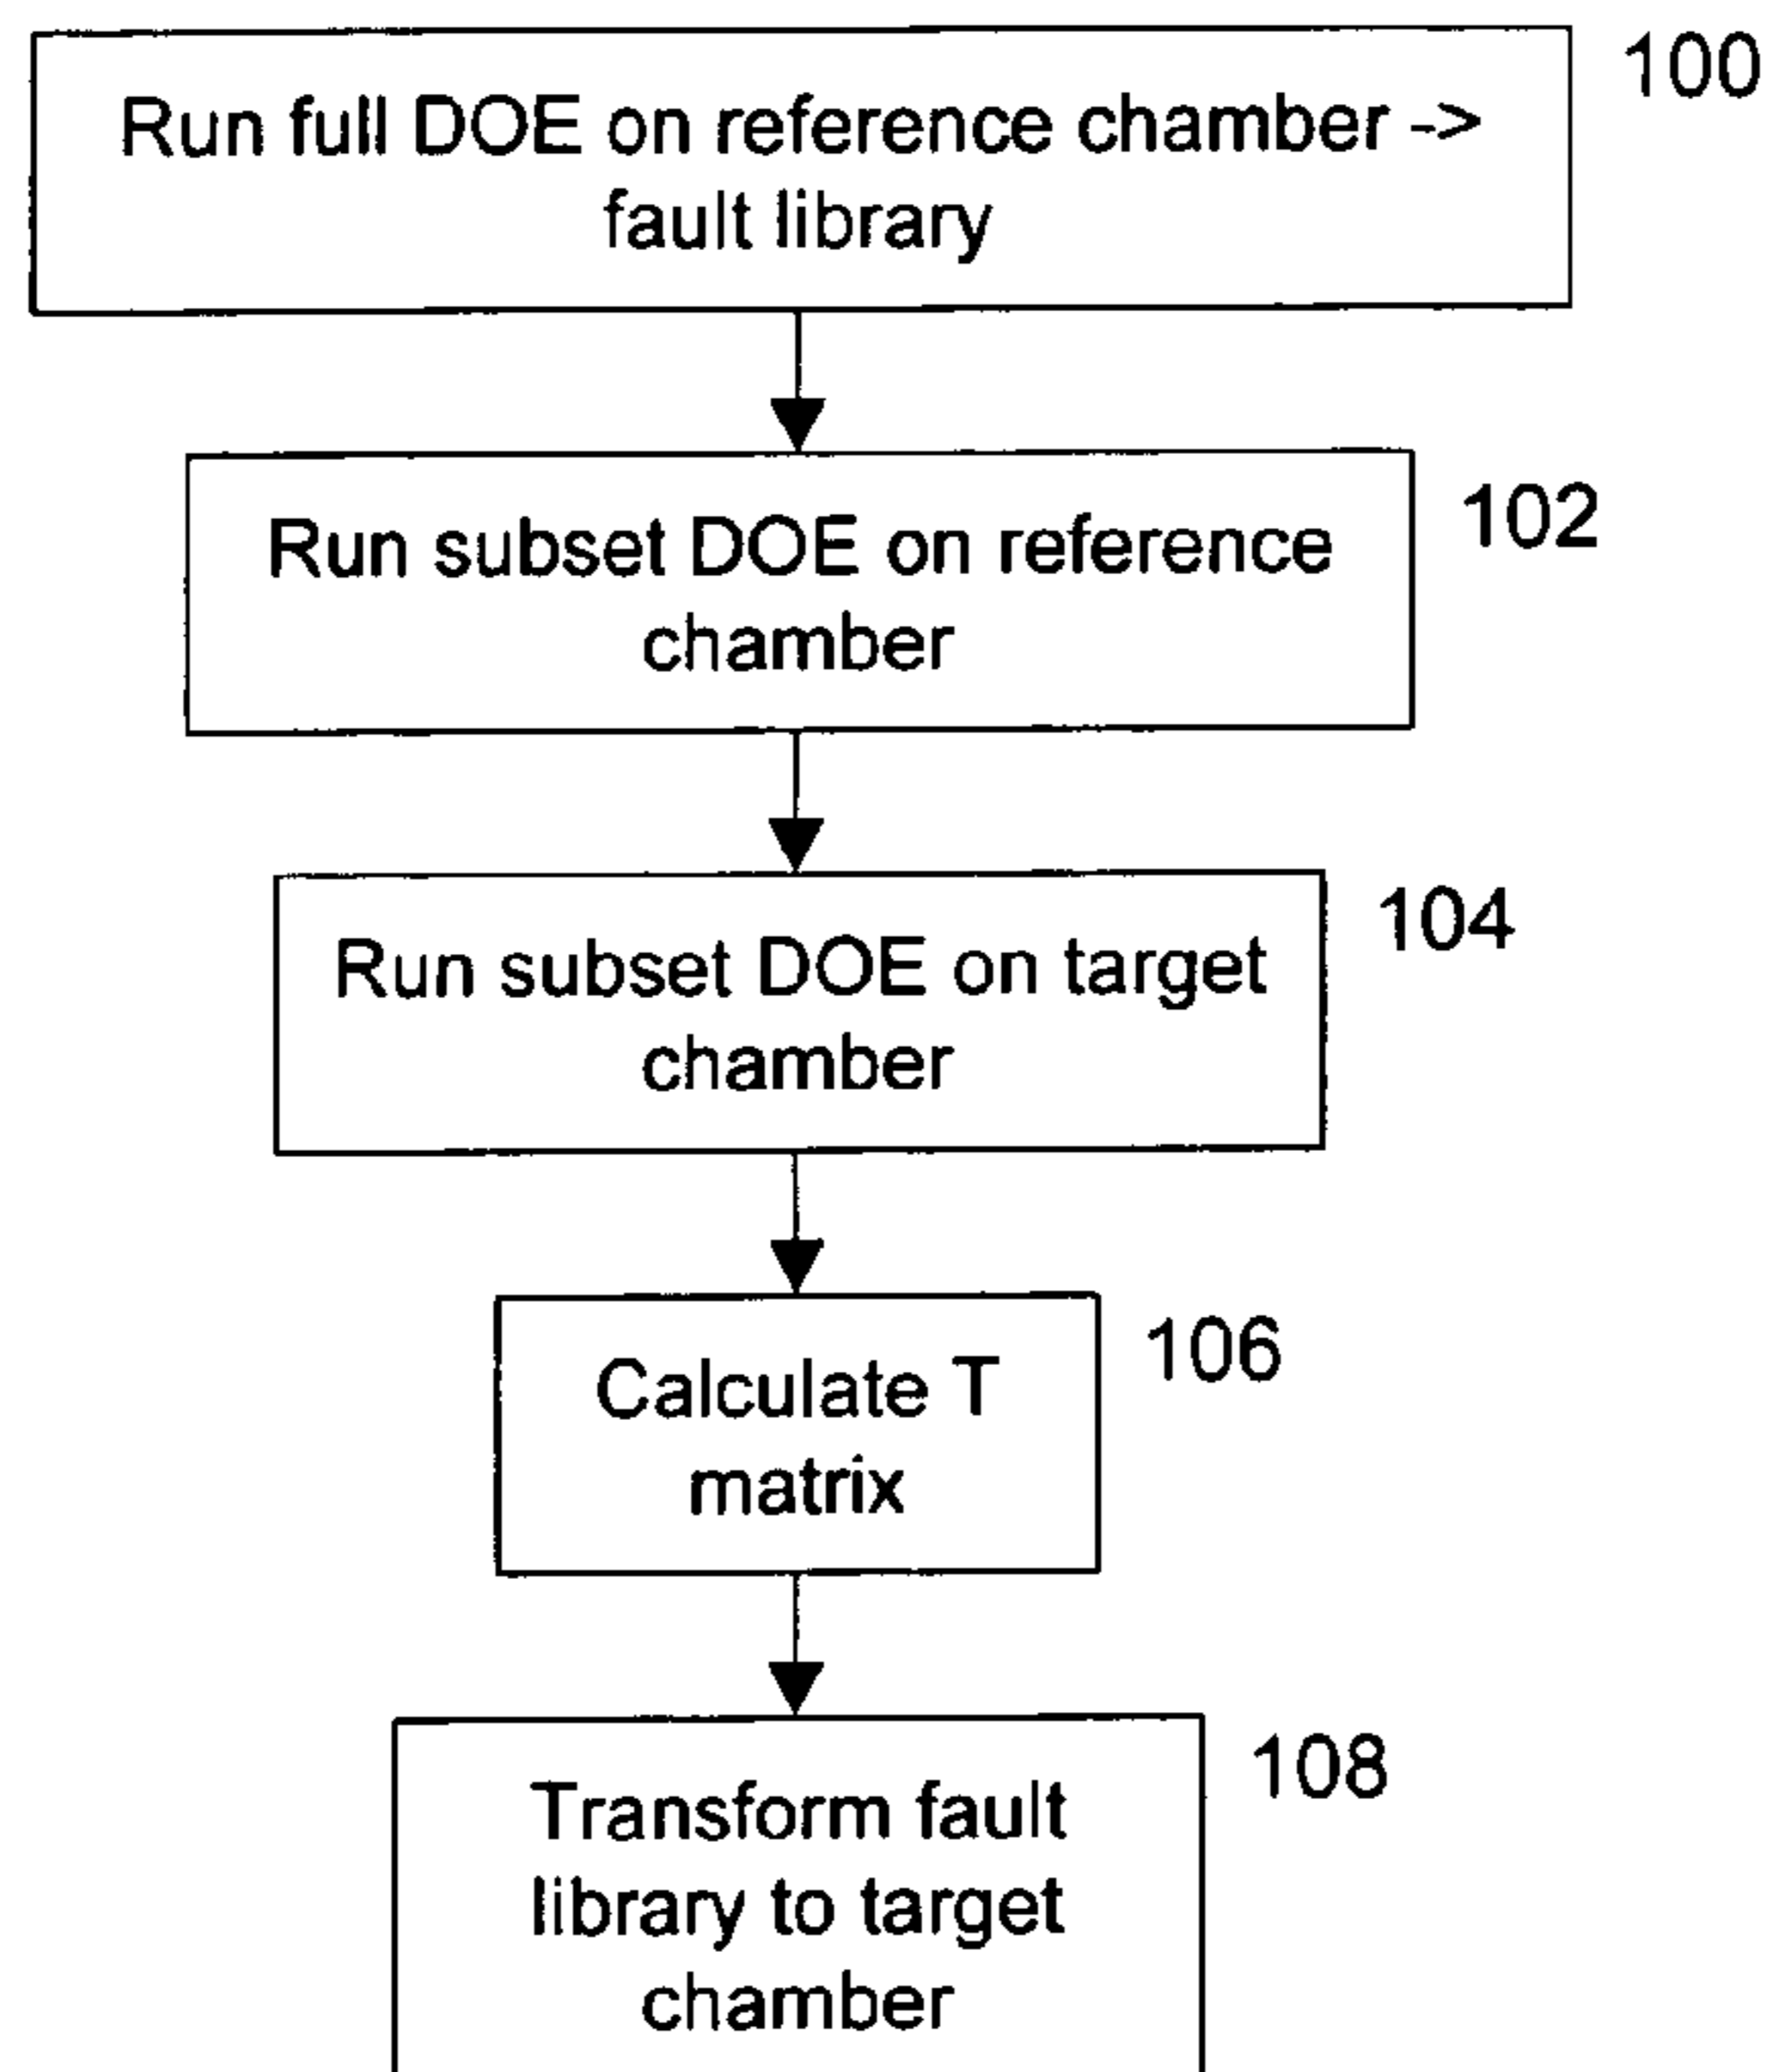 100
Run full DOE on reference chamber ->
fault library
102
Run subset DOE on reference
chamber
104
Run subset DOE on target
chamber
106
Calculate T
matrix
108
Transform fault
library to target
chamber